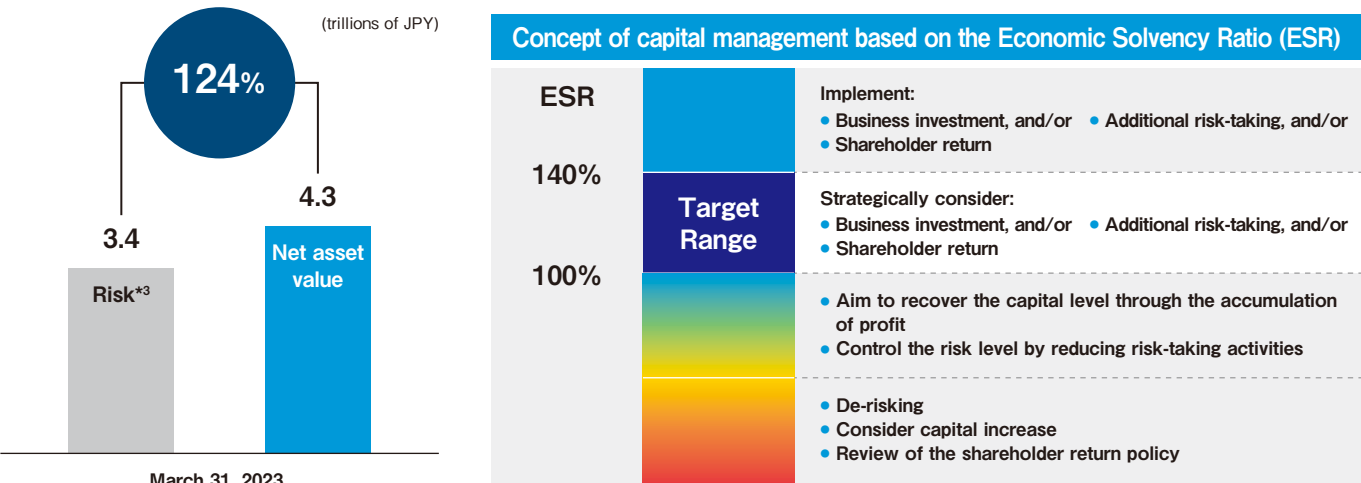 (trillions of JPY)
124%
4.3
3.4
Net asset
value
Risk*3
March 31, 2023
Concept of capital management based on the Economic Solvency Ratio (ESR)
ESR
140%
100%
Target
Range
Implement:
● Business investment, and/or ● Additional risk-taking, and/or
● Shareholder return
Strategically consider:
● Business investment, and/or ● Additional risk-taking, and/or
● Shareholder return
● Aim to recover the capital level through the accumulation
of profit
● Control the risk level by reducing risk-taking activities
● De-risking
● Consider capital increase
● Review of the shareholder return policy